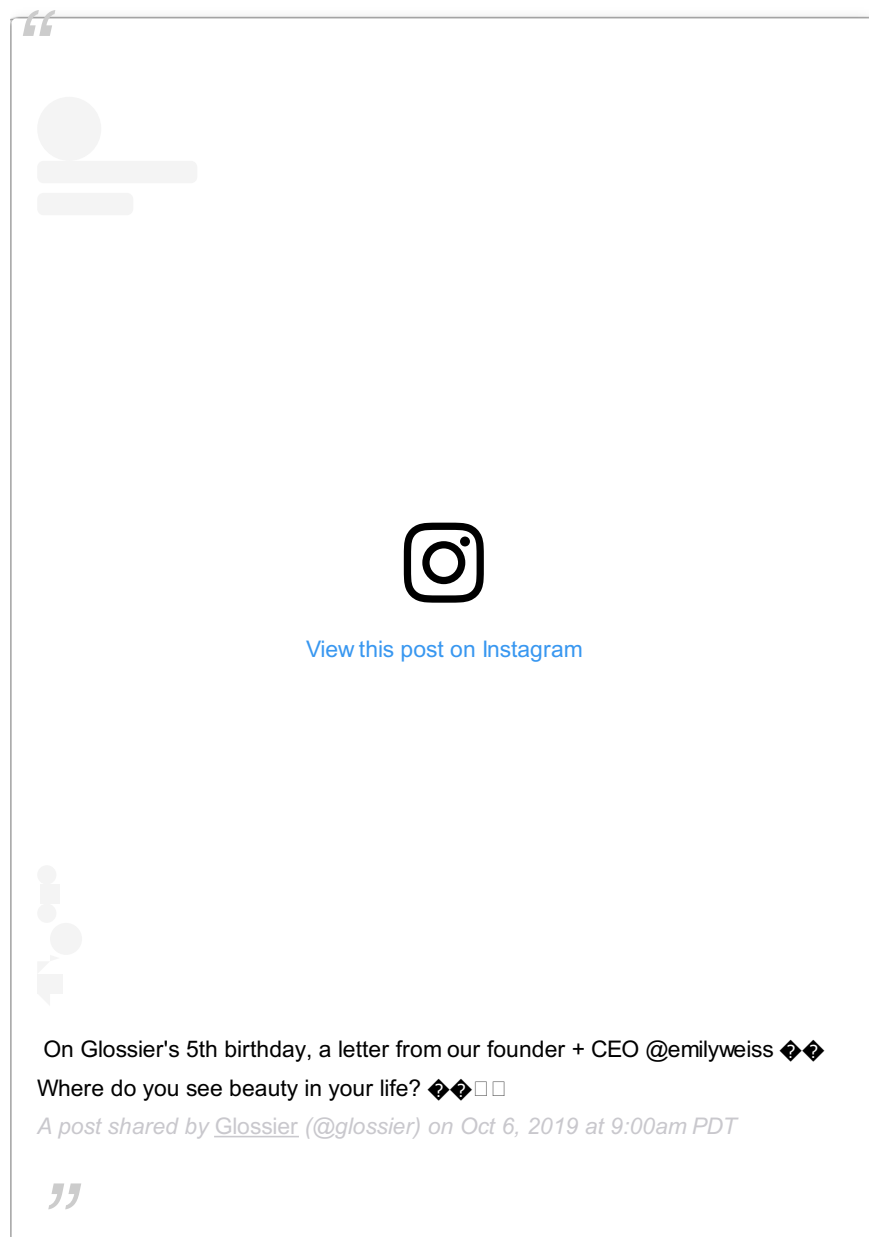 “
View this post on Instagram
On Glossier's 5th birthday, a letter from our founder + CEO @emilyweiss ��
Where do you see beauty in your life? ��□□
A post shared by Glossier (@glossier) on Oct 6, 2019 at 9:00am PDT
”